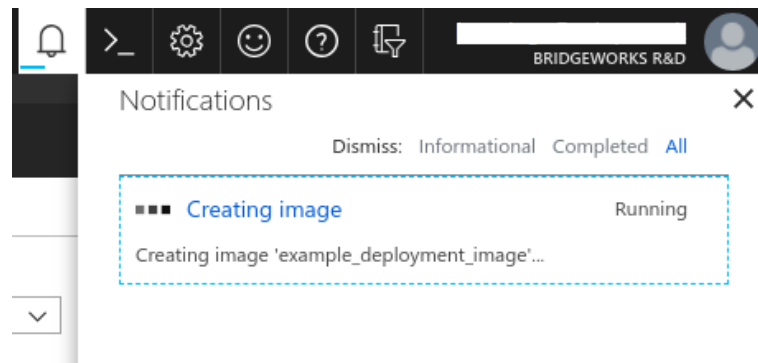 BRIDGEWORKS R&D
Notifications
Dismiss: Informational Completed All
Creating image Running
Creating image 'example_deployment_image'...